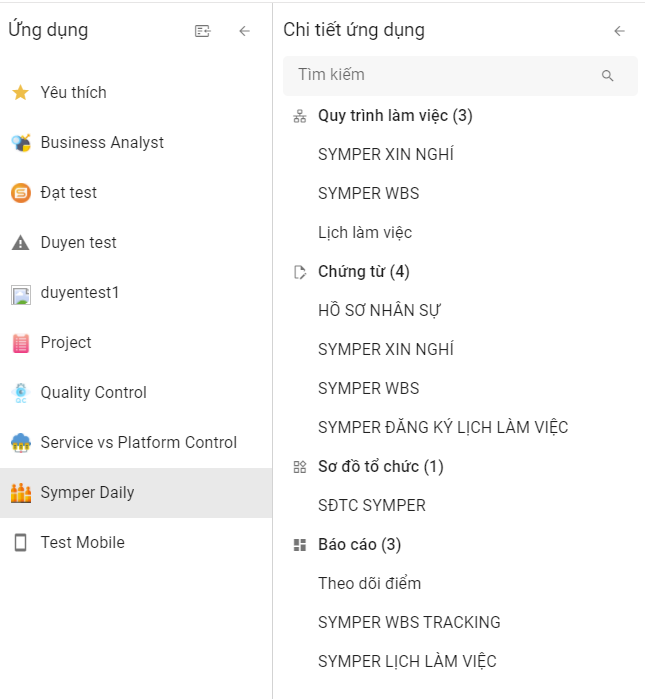 Ứng dụng
Yêu thích
Business Analyst
Đạt test
Duyen test
duyentest1
Project
Quality Control
Service vs Platform Control
Symper Daily
Test Mobile
Chi tiết ứng dụng
Tìm kiếm
Quy trình làm việc (3)
SYMPER XIN NGHỈ
SYMPER WBS
Lịch làm việc
Chứng từ (4)
HỒ SƠ NHÂN SỰ
SYMPER XIN NGHỈ
SYMPER WBS
SYMPER ĐĂNG KÝ LỊCH LÀM VIỆC
Sơ đồ tổ chức (1)
SĐTC SYMPER
Báo cáo (3)
Theo dõi điểm
SYMPER WBS TRACKING
SYMPER LỊCH LÀM VIỆC